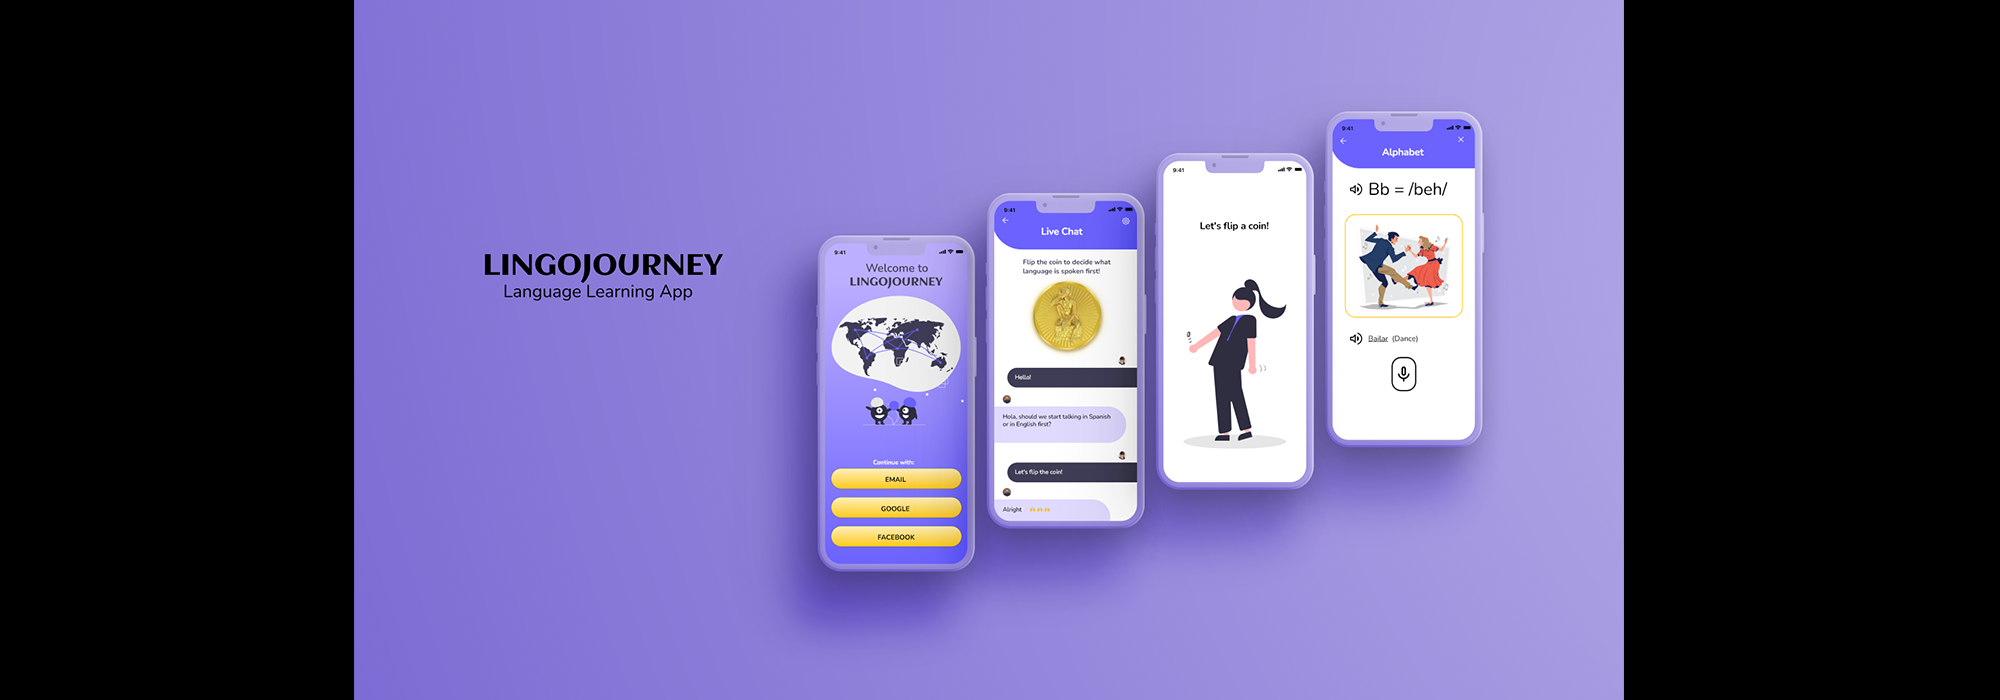 LINGOJOURNEY
Language Learning App
9:41
Welcome to
LINGOJOURNEY
Continue with:
EMAIL
GOOGLE
FACEBOOK
9:41
Live Chat
Flip the coin to decide what
language is spoken first!
Hello!
Hola, should we start talking in Spanish
or in English first?
Let's flip the coin!
Alright
9:41
Let's flip a coin!
9:41
Alphabet
Bb = /beh/
Bailar (Dance)